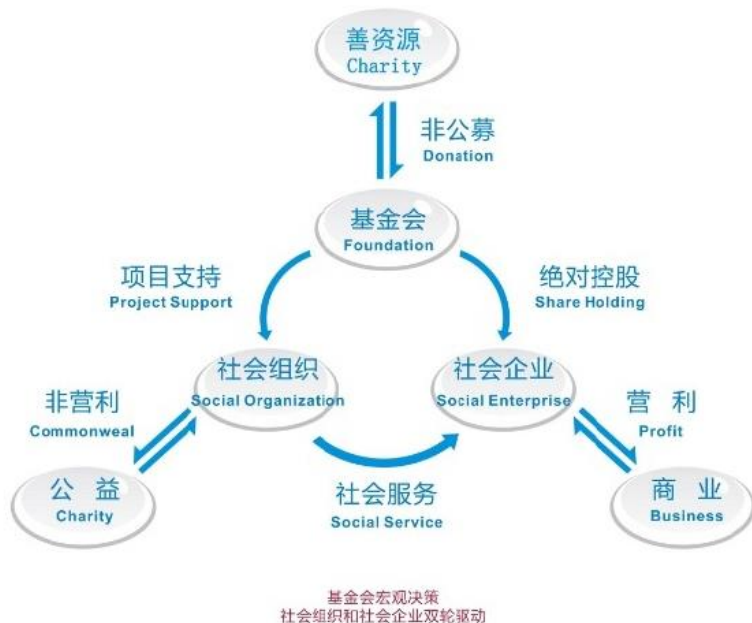 善资源
Charity
非公募
Donation
基金会
Foundation
项目支持
Project Support
绝对控股
Share Holding
社会组织
Social Organization
社会企业
Social Enterprise
非营利
Commonweal
营 利
Profit
公 益
Charity
社会服务
Social Service
商 业
Business
基金会宏观决策
社会组织和社会企业双轮驱动